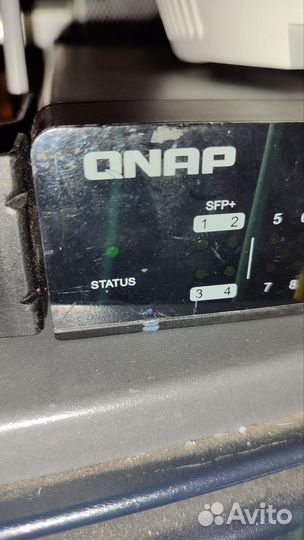 QNAP
SFP+
1 2 5
STATUS
3 4 7 8
Avito